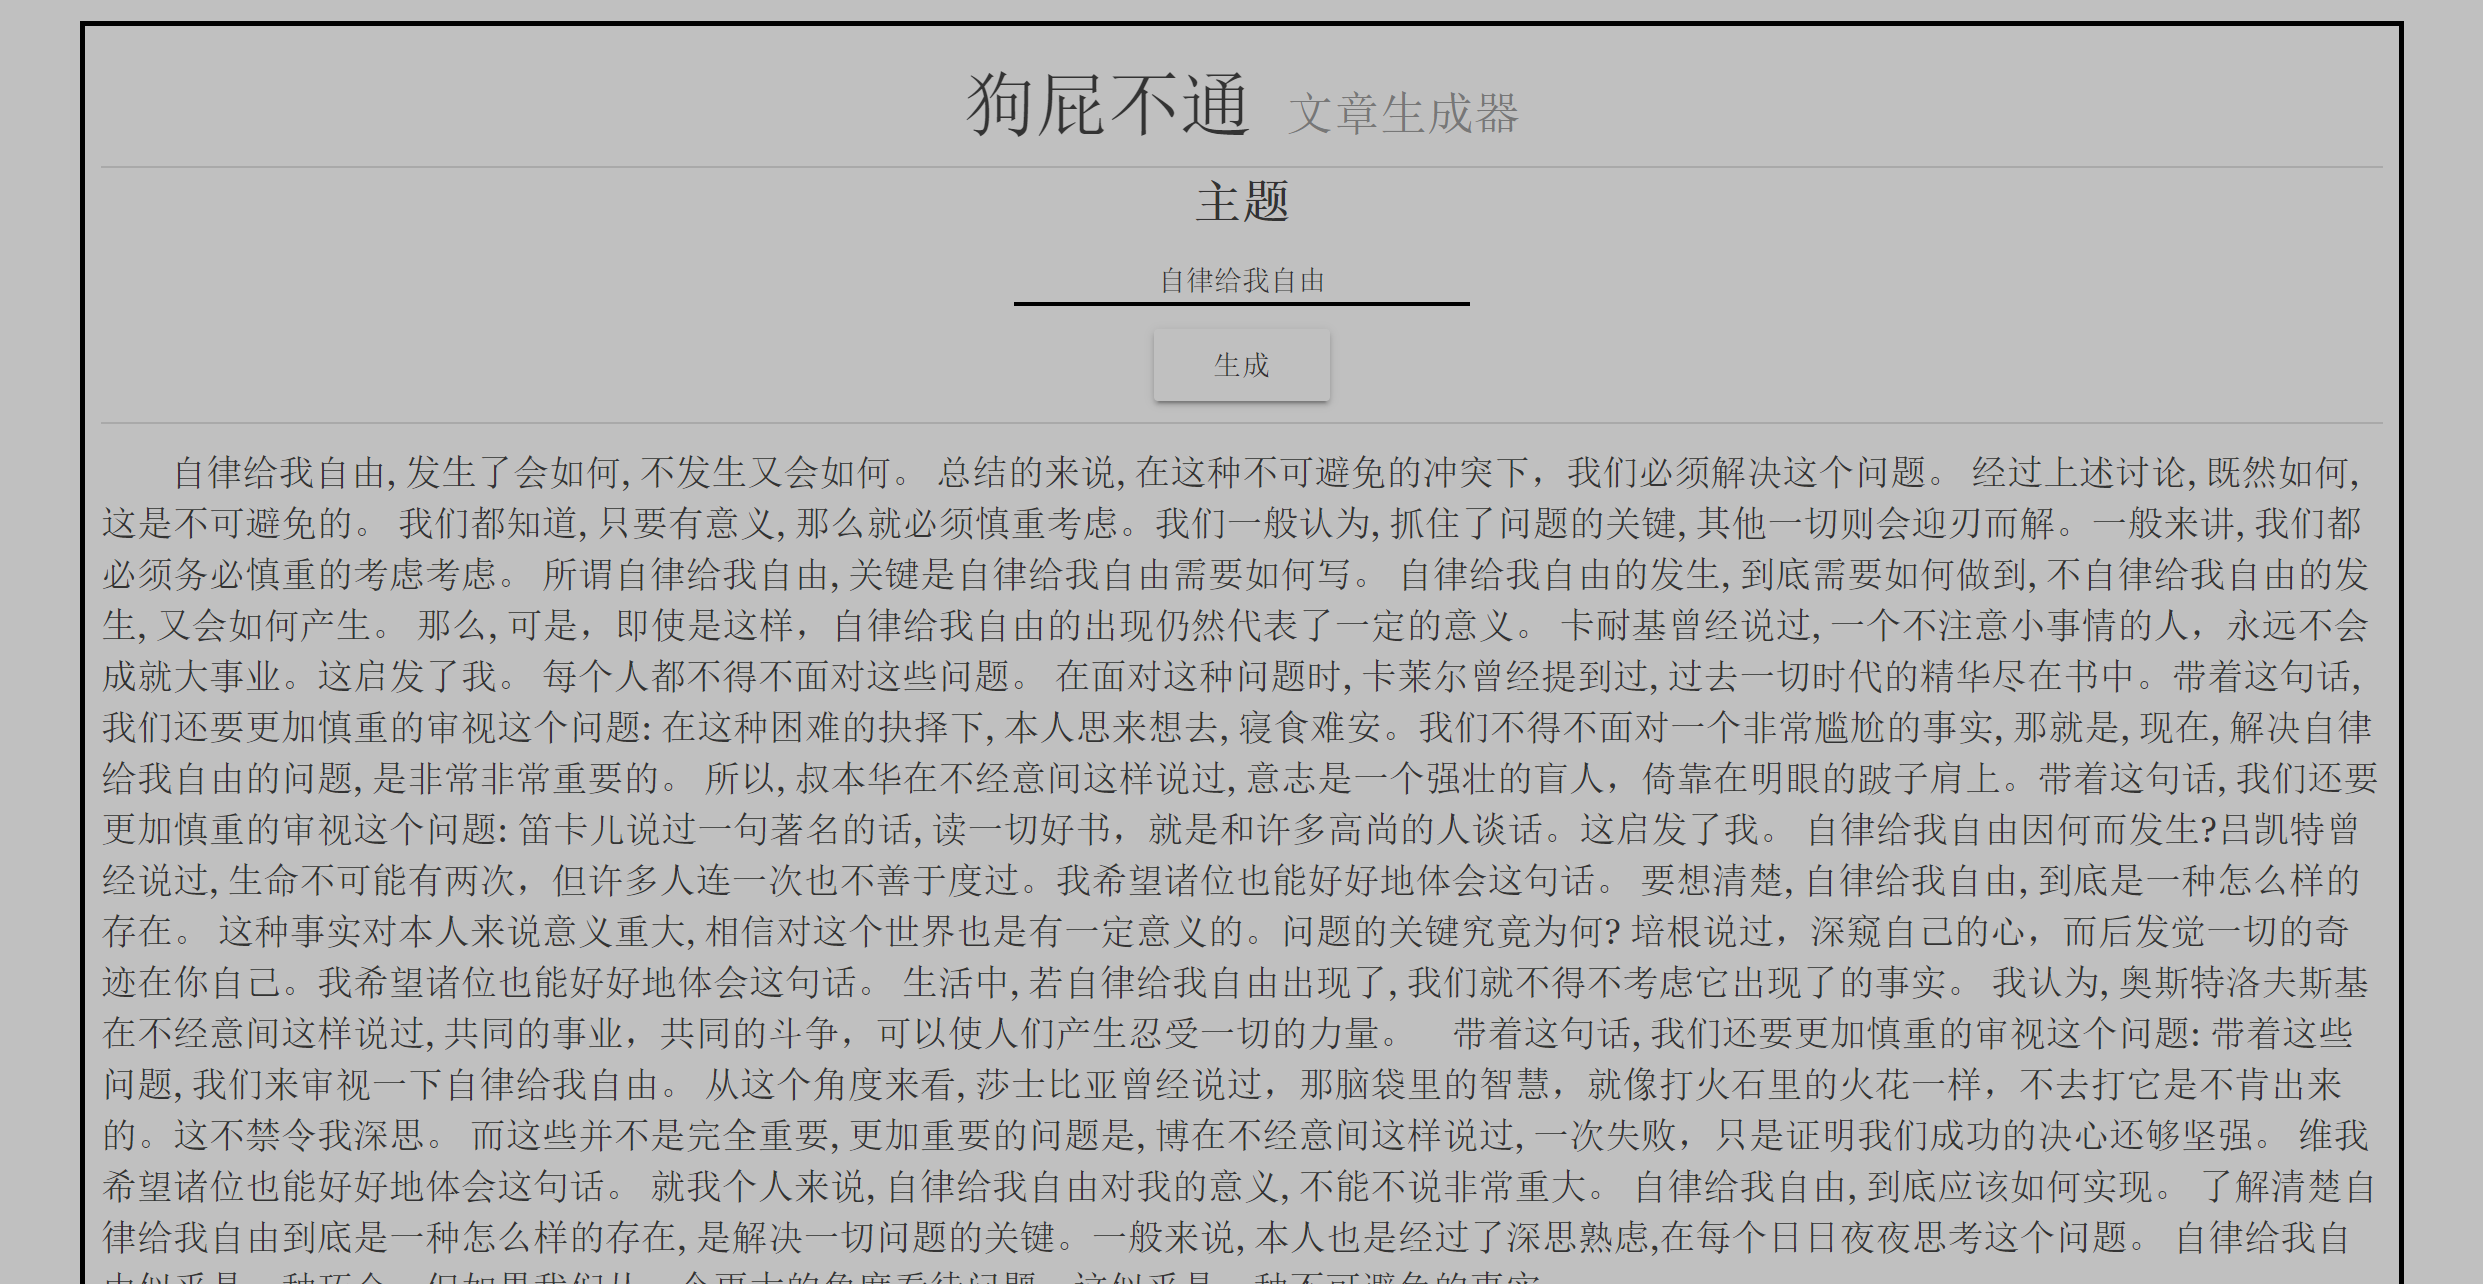 狗屁不通 文章生成器
主题
自律给我自由
生成
自律给我自由, 发生了会如何, 不发生又会如何。 总结的来说, 在这种不可避免的冲突下，我们必须解决这个问题。 经过上述讨论, 既然如何,
这是不可避免的。 我们都知道, 只要有意义, 那么就必须慎重考虑。我们一般认为, 抓住了问题的关键, 其他一切则会迎刃而解。一般来讲, 我们都
必须务必慎重的考虑考虑。 所谓自律给我自由, 关键是自律给我自由需要如何写。 自律给我自由的发生, 到底需要如何做到, 不自律给我自由的发
生, 又会如何产生。 那么, 可是，即使是这样，自律给我自由的出现仍然代表了一定的意义。 卡耐基曾经说过, 一个不注意小事情的人，永远不会
成就大事业。这启发了我。 每个人都不得不面对这些问题。 在面对这种问题时, 卡莱尔曾经提到过, 过去一切时代的精华尽在书中。带着这句话,
我们还要更加慎重的审视这个问题: 在这种困难的抉择下, 本人思来想去, 寝食难安。我们不得不面对一个非常尴尬的事实, 那就是, 现在, 解决自律
给我自由的问题, 是非常非常重要的。 所以, 叔本华在不经意间这样说过, 意志是一个强壮的盲人，倚靠在明眼的跛子肩上。带着这句话, 我们还要
更加慎重的审视这个问题: 笛卡儿说过一句著名的话, 读一切好书，就是和许多高尚的人谈话。这启发了我。 自律给我自由因何而发生?吕凯特曾
经说过, 生命不可能有两次，但许多人连一次也不善于度过。我希望诸位也能好好地体会这句话。 要想清楚, 自律给我自由, 到底是一种怎么样的
存在。 这种事实对本人来说意义重大, 相信对这个世界也是有一定意义的。问题的关键究竟为何? 培根说过，深窥自己的心，而后发觉一切的奇
迹在你自己。我希望诸位也能好好地体会这句话。 生活中, 若自律给我自由出现了, 我们就不得不考虑它出现了的事实。 我认为, 奥斯特洛夫斯基
在不经意间这样说过, 共同的事业，共同的斗争，可以使人们产生忍受一切的力量。 带着这句话, 我们还要更加慎重的审视这个问题: 带着这些
问题, 我们来审视一下自律给我自由。 从这个角度来看, 莎士比亚曾经说过，那脑袋里的智慧，就像打火石里的火花一样，不去打它是不肯出来
的。这不禁令我深思。 而这些并不是完全重要, 更加重要的问题是, 博在不经意间这样说过, 一次失败，只是证明我们成功的决心还够坚强。 维我
希望诸位也能好好地体会这句话。 就我个人来说, 自律给我自由对我的意义, 不能不说非常重大。 自律给我自由, 到底应该如何实现。 了解清楚自
律给我自由到底是一种怎么样的存在, 是解决一切问题的关键。一般来说, 本人也是经过了深思熟虑,在每个日日夜夜思考这个问题。 自律给我自